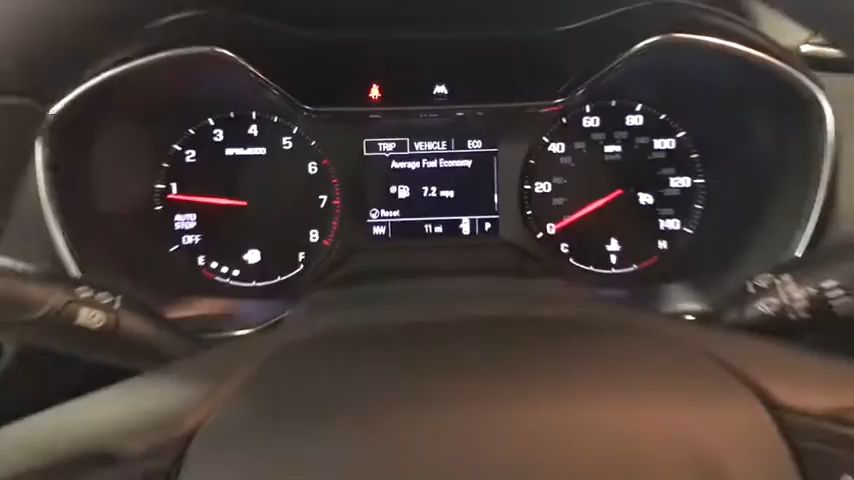 TRIP VEHICLE ECO
Average Fuel Economy
7.2 mpg
Reset
NW 11 mi P
1 2 3 4 5 6 7 8
AUTO
STOP
OFF
E F
0 20 40 60 80 100 120 140
MPH
C H